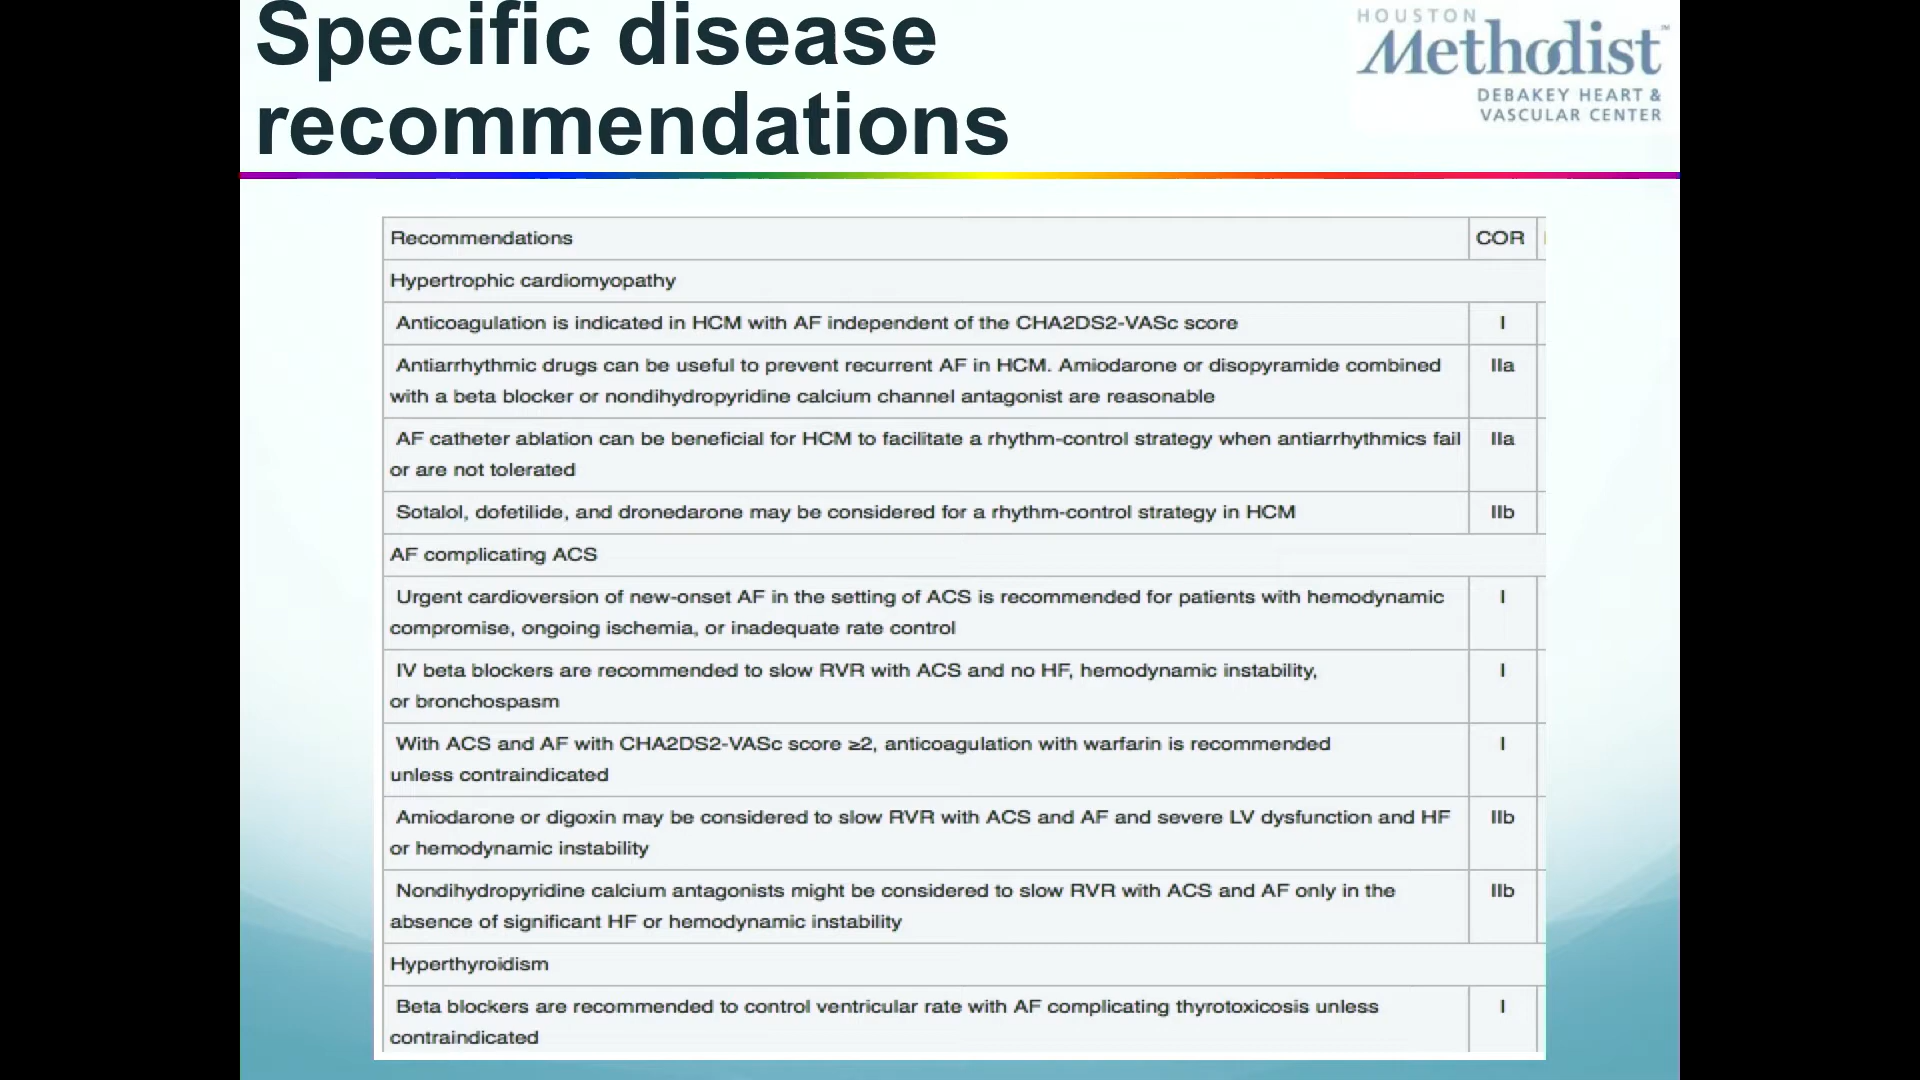 Specific disease
recommendations
HOUSTON
Methodist™
DEBAKEY HEART &
VASCULAR CENTER
Recommendations COR
Hypertrophic cardiomyopathy
Anticoagulation is indicated in HCM with AF independent of the CHA2DS2-VASc score I
Antiarrhythmic drugs can be useful to prevent recurrent AF in HCM. Amiodarone or disopyramide combined IIa
with a beta blocker or nondihydropyridine calcium channel antagonist are reasonable
AF catheter ablation can be beneficial for HCM to facilitate a rhythm-control strategy when antiarrhythmics fail IIa
or are not tolerated
Sotalol, dofetilide, and dronedarone may be considered for a rhythm-control strategy in HCM IIb
AF complicating ACS
Urgent cardioversion of new-onset AF in the setting of ACS is recommended for patients with hemodynamic I
compromise, ongoing ischemia, or inadequate rate control
IV beta blockers are recommended to slow RVR with ACS and no HF, hemodynamic instability, I
or bronchospasm
With ACS and AF with CHA2DS2-VASc score ≥2, anticoagulation with warfarin is recommended I
unless contraindicated
Amiodarone or digoxin may be considered to slow RVR with ACS and AF and severe LV dysfunction and HF IIb
or hemodynamic instability
Nondihydropyridine calcium antagonists might be considered to slow RVR with ACS and AF only in the IIb
absence of significant HF or hemodynamic instability
Hyperthyroidism
Beta blockers are recommended to control ventricular rate with AF complicating thyrotoxicosis unless I
contraindicated